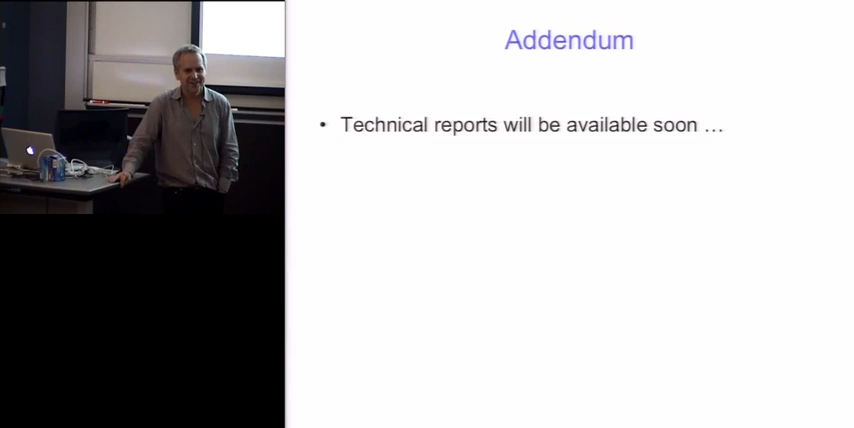 Addendum
• Technical reports will be available soon …